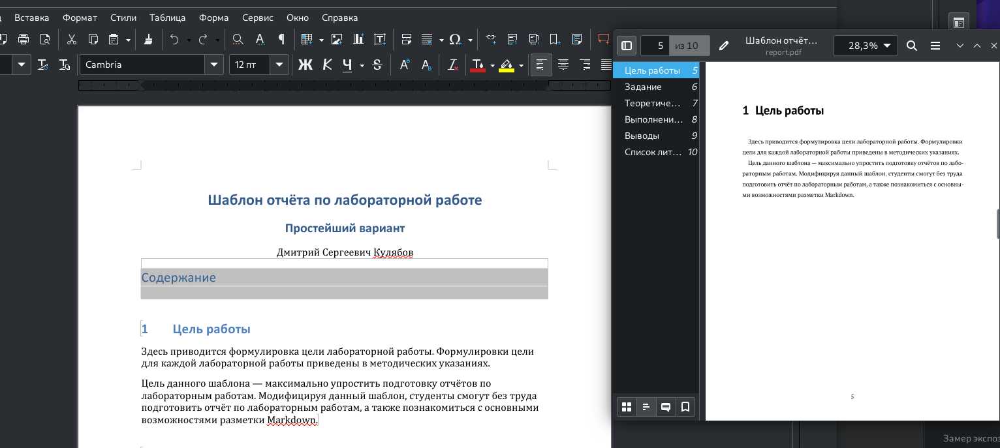 Вставка Формат Стили Таблица Форма Сервис Окно Справка
Cambria 12 пт Ж К Ч S
Шаблон отчёта по лабораторной работе
Простейший вариант
Дмитрий Сергеевич Кулябов
Содержание
1 Цель работы
Здесь приводится формулировка цели лабораторной работы. Формулировки цели
для каждой лабораторной работы приведены в методических указаниях.
Цель данного шаблона — максимально упростить подготовку отчётов по
лабораторным работам. Модифицируя данный шаблон, студенты смогут без труда
подготовить отчёт по лабораторным работам, а также познакомиться с основными
возможностями разметки Markdown.
5 из 10
Шаблон отчёт...
report.pdf
28,3%
Цель работы 5
Задание 6
Теоретиче... 7
Выполнени... 8
Выводы 9
Список лит... 10
1 Цель работы
Здесь приводится формулировка цели лабораторной работы. Формулировки
цели для каждой лабораторной работы приведены в методических указаниях.
Цель данного шаблона — максимально упростить подготовку отчётов по лабо-
раторным работам. Модифицируя данный шаблон, студенты смогут без труда
подготовить отчёт по лабораторным работам, а также познакомиться с основны-
ми возможностями разметки Markdown.
5
Замер экспоз